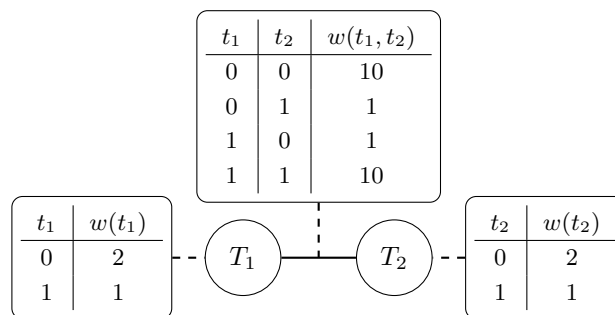 t₁ t₂ w(t₁, t₂)
0 0 10
0 1 1
1 0 1
1 1 10
t₁ w(t₁)
0 2
1 1
T₁
T₂
t₂ w(t₂)
0 2
1 1